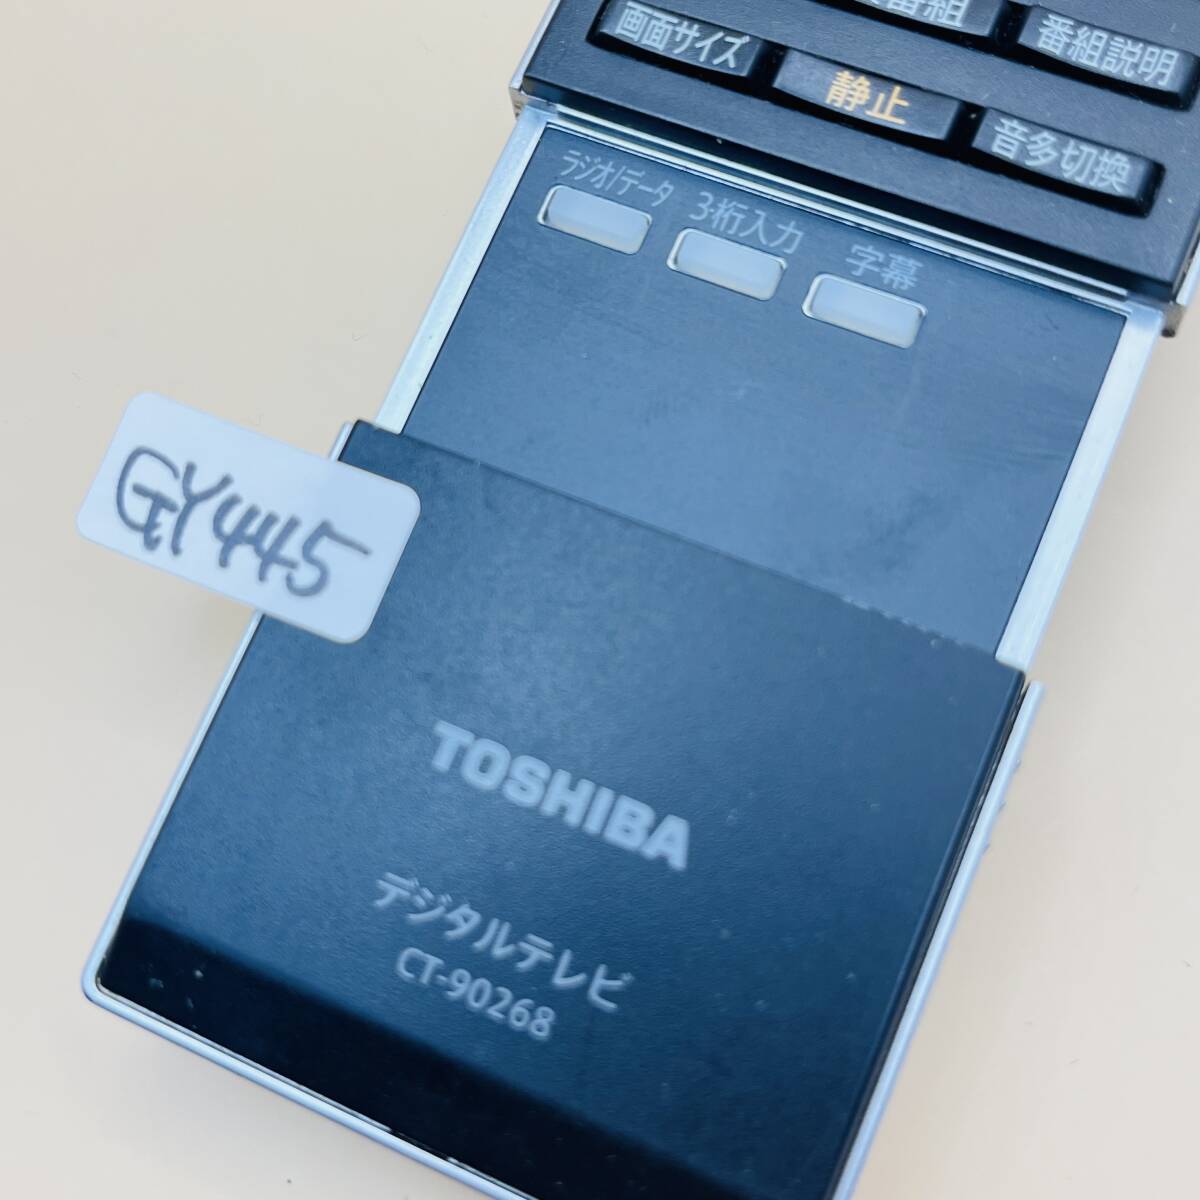 番組説明
画面サイズ
静止
音多切換
ラジオ/データ
3桁入力
字幕
GY445
TOSHIBA
デジタルテレビ
CT-90268